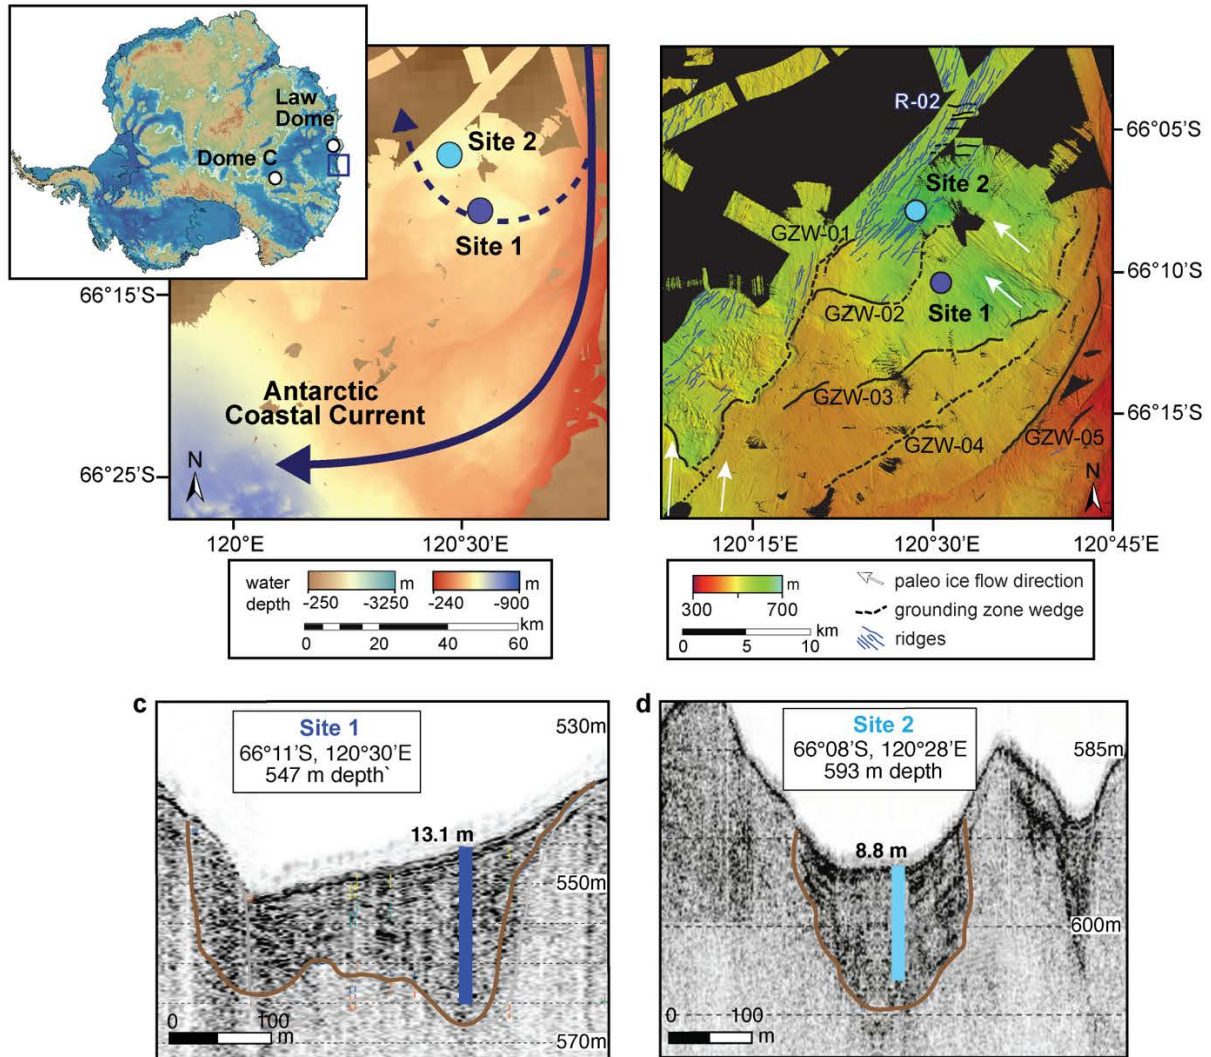 Law
Dome
Dome C
Site 2
Site 1
66°15'S
Antarctic
Coastal Current
66°25'S
N
120°E
120°30'E
water
depth
-250
-3250
m
-240
-900
m
0
20
40
60
km
R-02
66°05'S
Site 2
GZW-01
66°10'S
GZW-02
Site 1
GZW-03
66°15'S
GZW-04
GZW-05
N
120°15'E
120°30'E
120°45'E
300
700
m
0
5
10
km
paleo ice flow direction
grounding zone wedge
ridges
c
Site 1
66°11'S, 120°30'E
547 m depth`
530m
13.1 m
550m
0
100
m
570m
d
Site 2
66°08'S, 120°28'E
593 m depth
585m
8.8 m
600m
0
100
m